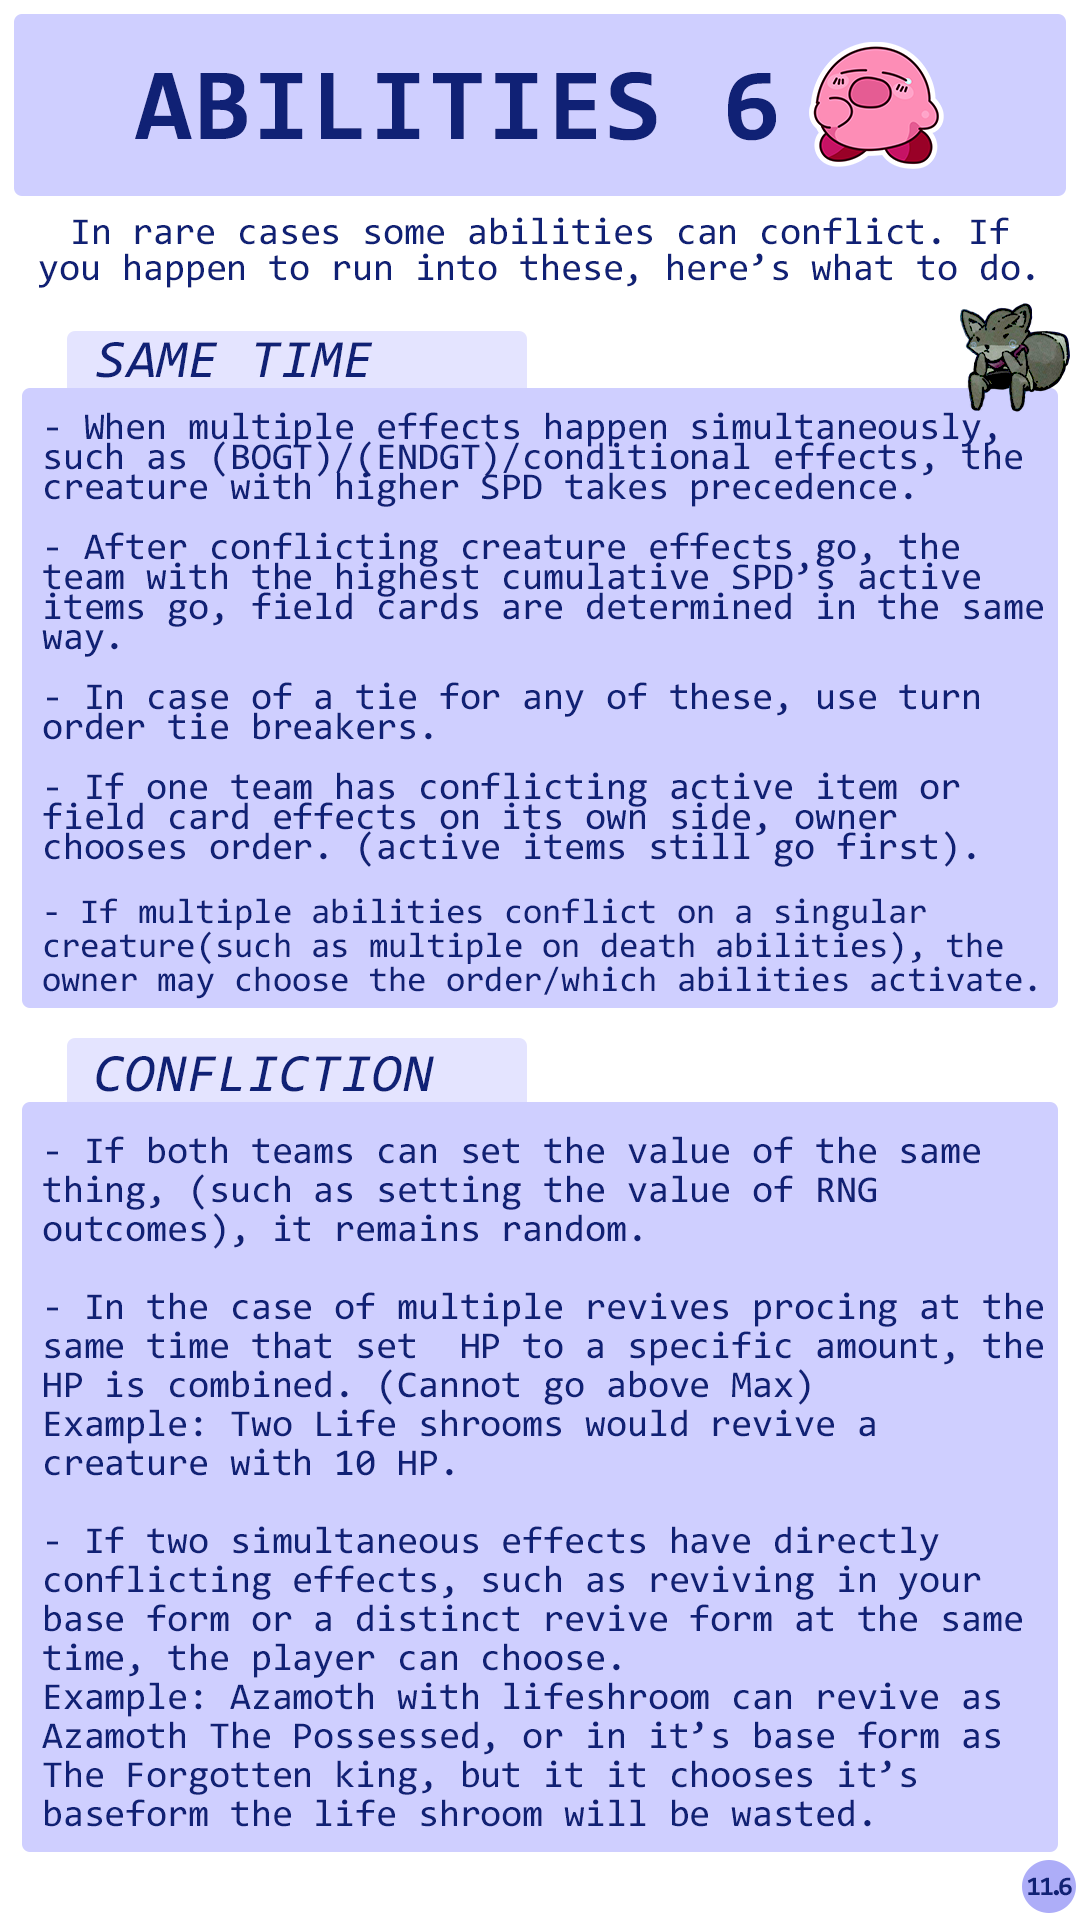 ABILITIES 6
In rare cases some abilities can conflict. If
you happen to run into these, here’s what to do.
SAME TIME
- When multiple effects happen simultaneously,
such as (BOGT)/(ENDGT)/conditional effects, the
creature with higher SPD takes precedence.
- After conflicting creature effects go, the
team with the highest cumulative SPD’s active
items go, field cards are determined in the same
way.
- In case of a tie for any of these, use turn
order tie breakers.
- If one team has conflicting active item or
field card effects on its own side, owner
chooses order. (active items still go first).
- If multiple abilities conflict on a singular
creature(such as multiple on death abilities), the
owner may choose the order/which abilities activate.
CONFLICTION
- If both teams can set the value of the same
thing, (such as setting the value of RNG
outcomes), it remains random.
- In the case of multiple revives procing at the
same time that set  HP to a specific amount, the
HP is combined. (Cannot go above Max)
Example: Two Life shrooms would revive a
creature with 10 HP.
- If two simultaneous effects have directly
conflicting effects, such as reviving in your
base form or a distinct revive form at the same
time, the player can choose.
Example: Azamoth with lifeshroom can revive as
Azamoth The Possessed, or in it’s base form as
The Forgotten king, but it it chooses it’s
baseform the life shroom will be wasted.
11.6